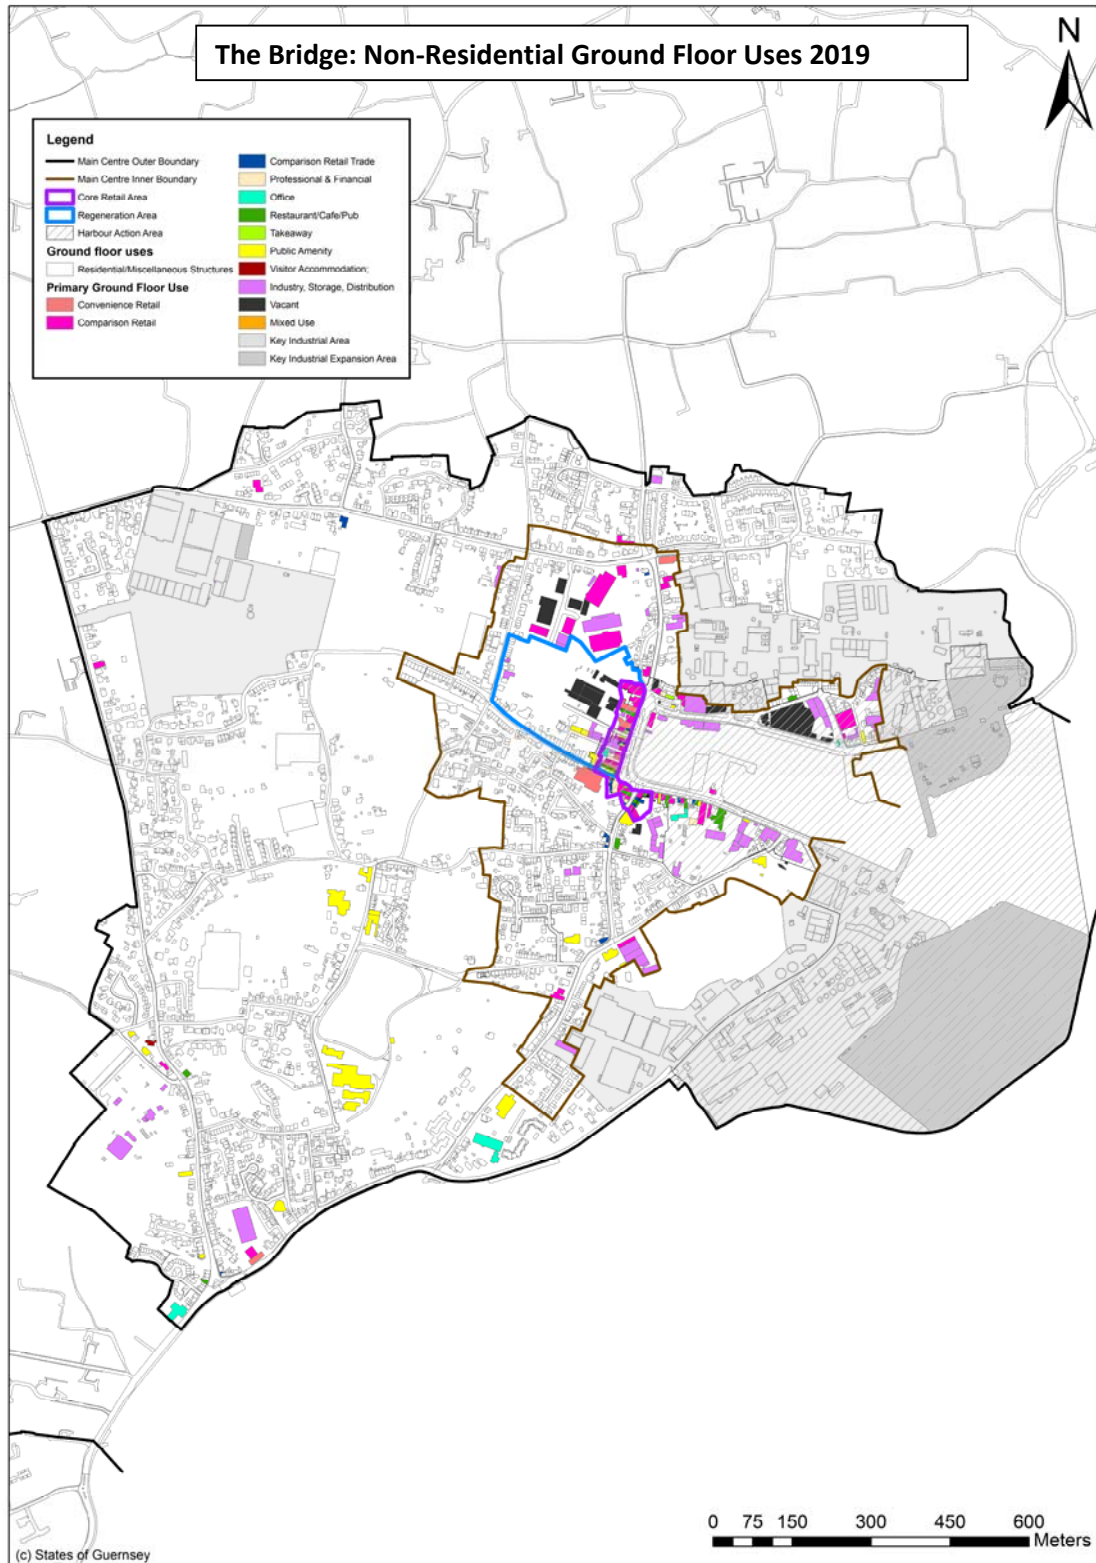 The Bridge: Non-Residential Ground Floor Uses 2019
N
Legend
Main Centre Outer Boundary
Main Centre Inner Boundary
Core Retail Area
Regeneration Area
Harbour Action Area
Ground floor uses
Residential/Miscellaneous Structures
Primary Ground Floor Use
Convenience Retail
Comparison Retail
Comparison Retail Trade
Professional & Financial
Office
Restaurant/Cafe/Pub
Takeaway
Public Amenity
Visitor Accommodation;
Industry, Storage, Distribution
Vacant
Mixed Use
Key Industrial Area
Key Industrial Expansion Area
0 75 150 300 450 600
Meters
(c) States of Guernsey